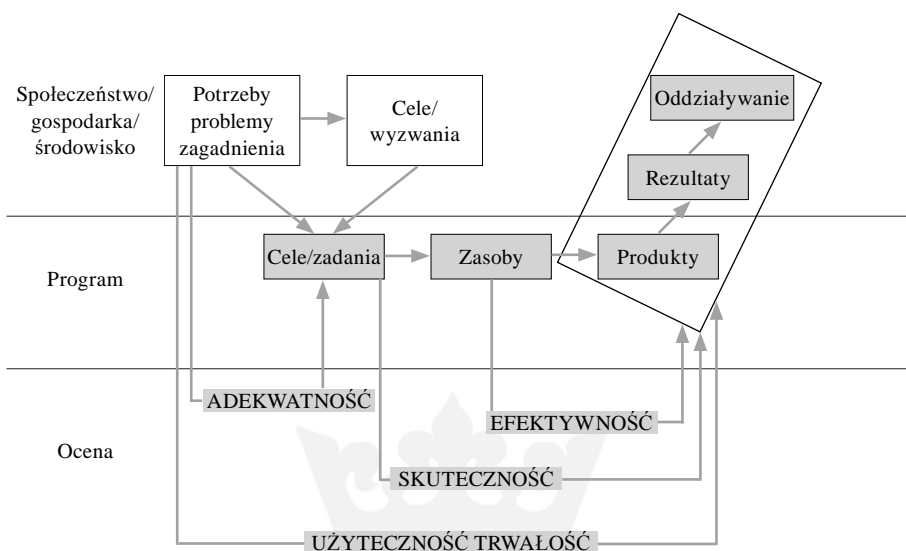 Społeczeństwo/
gospodarka/
środowisko
Potrzeby
problemy
zagadnienia
Cele/
wyzwania
Oddziaływanie
Rezultaty
Program
Cele/zadania
Zasoby
Produkty
Ocena
ADEKWATNOŚĆ
EFEKTYWNOŚĆ
SKUTECZNOŚĆ
UŻYTECZNOŚĆ TRWAŁOŚĆ